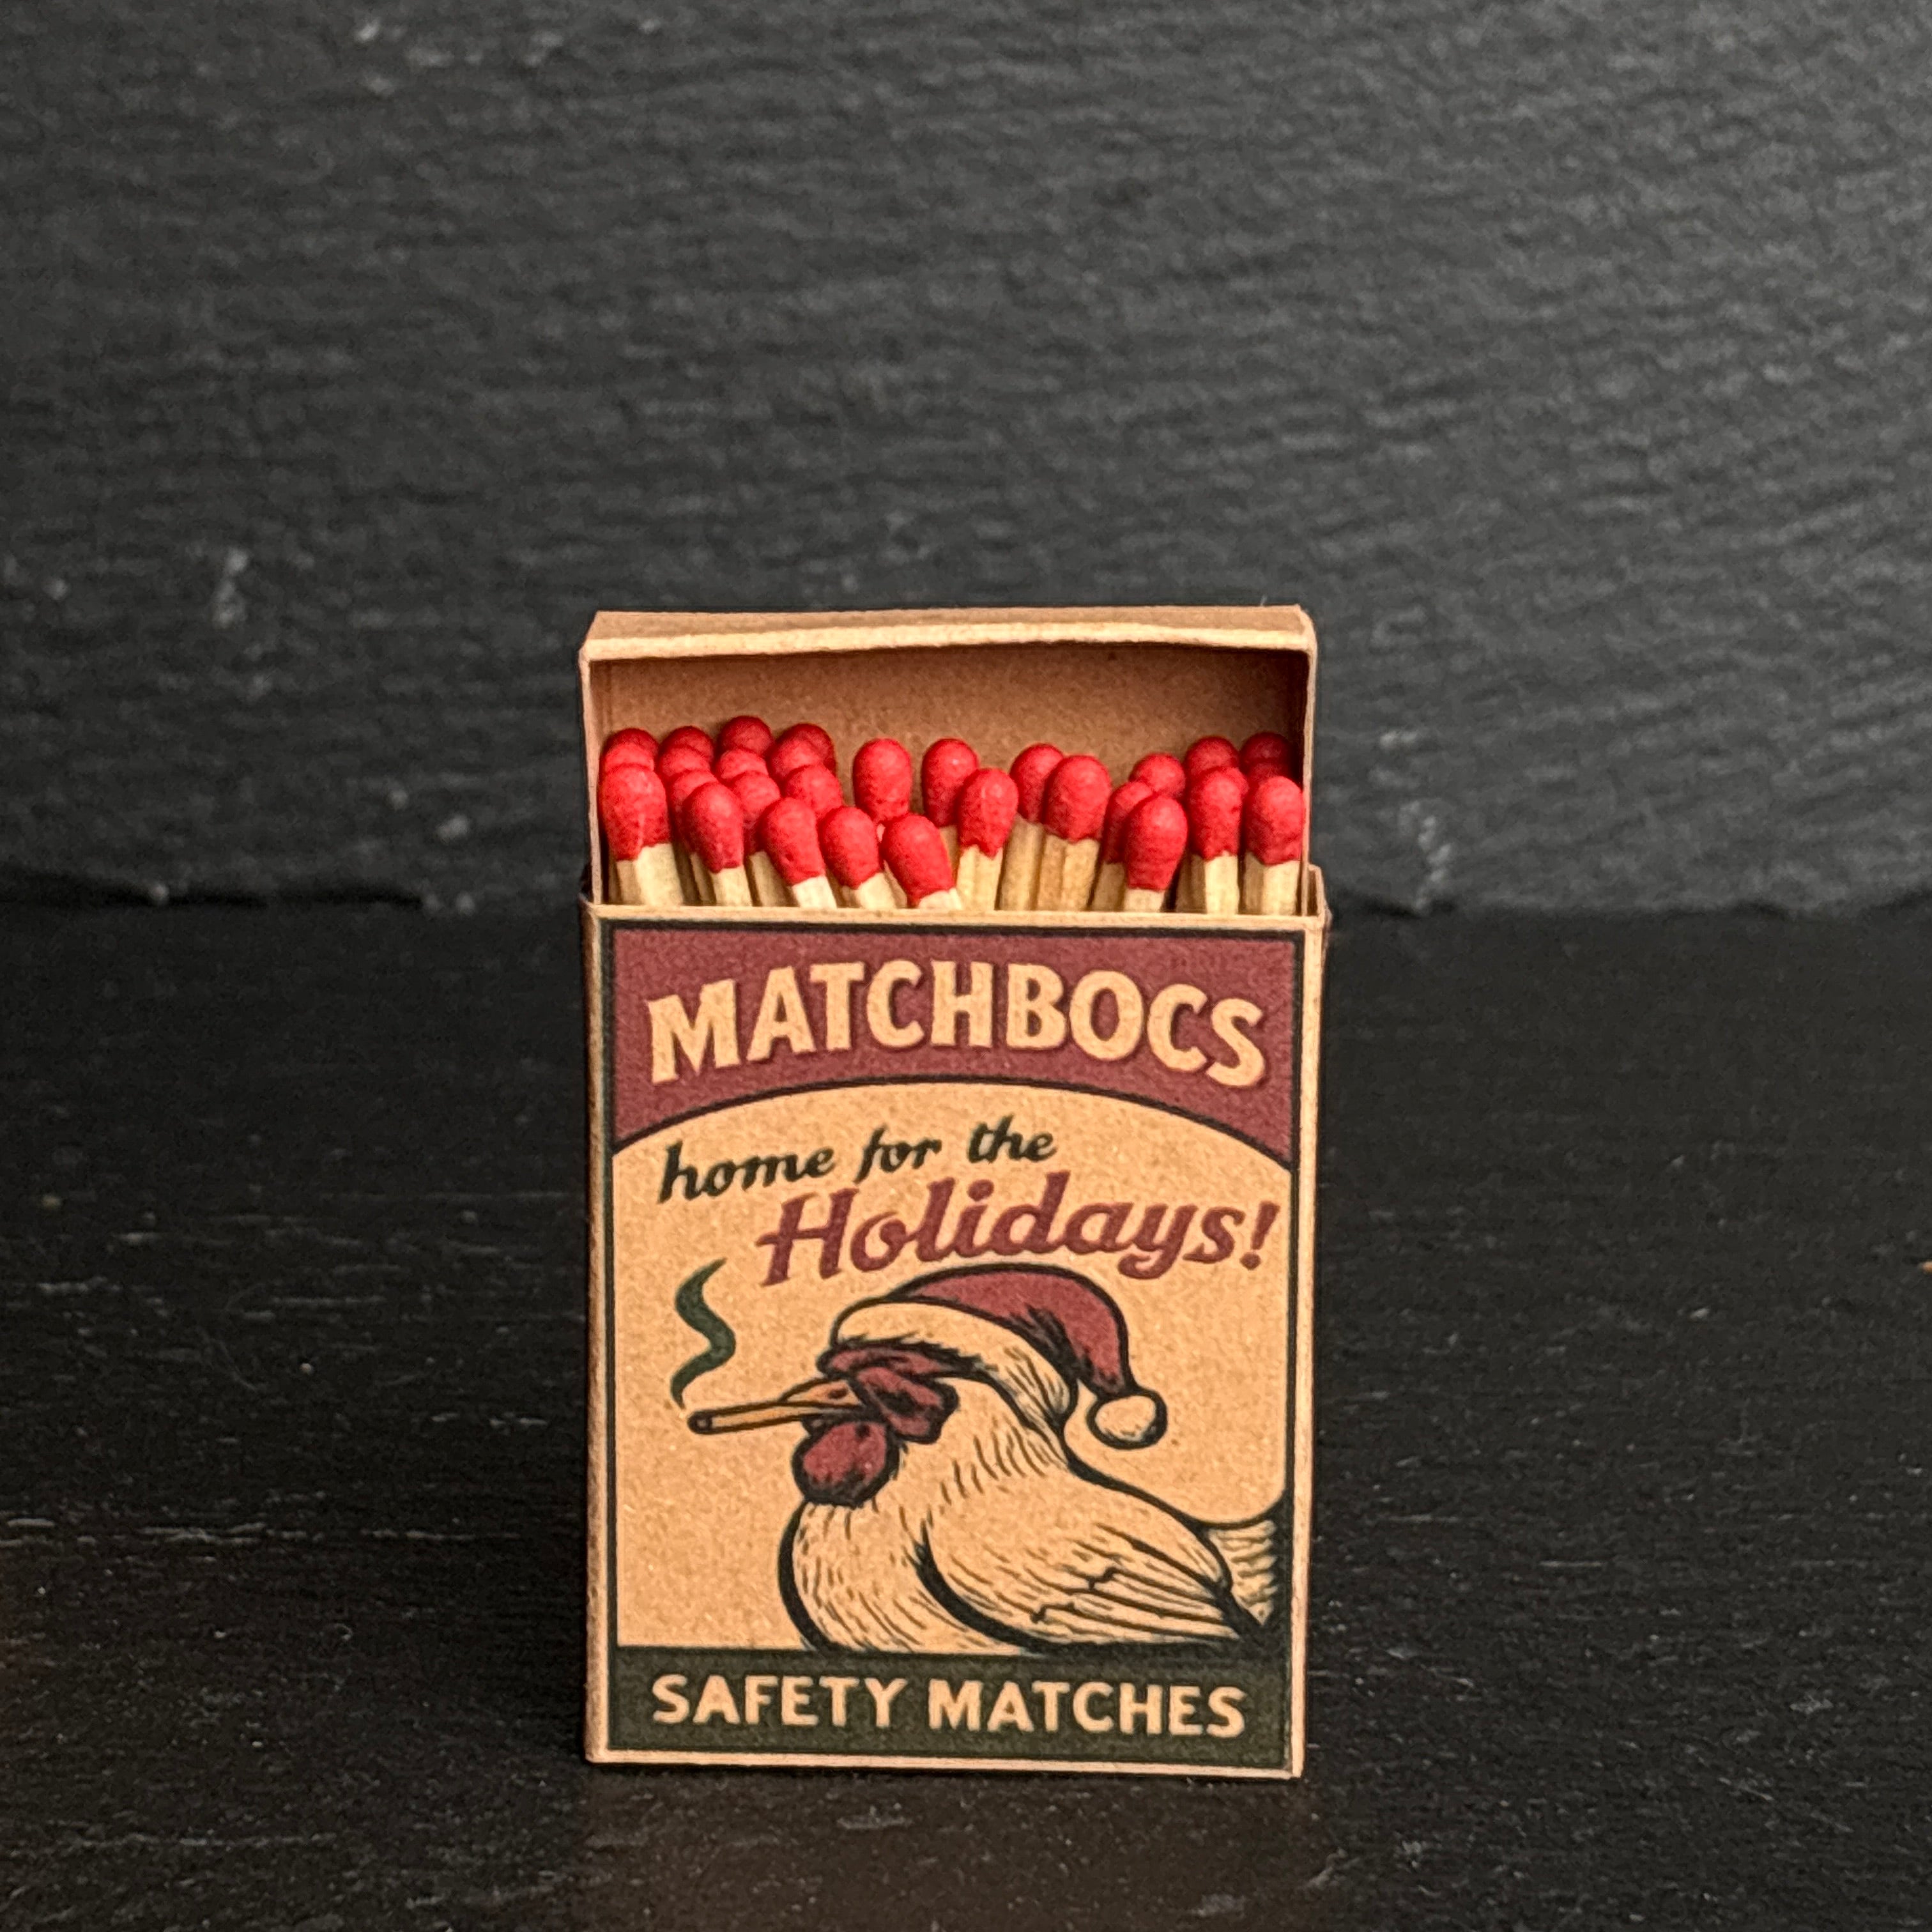 MATCHBOCS
home for the
Holidays!
SAFETY MATCHES